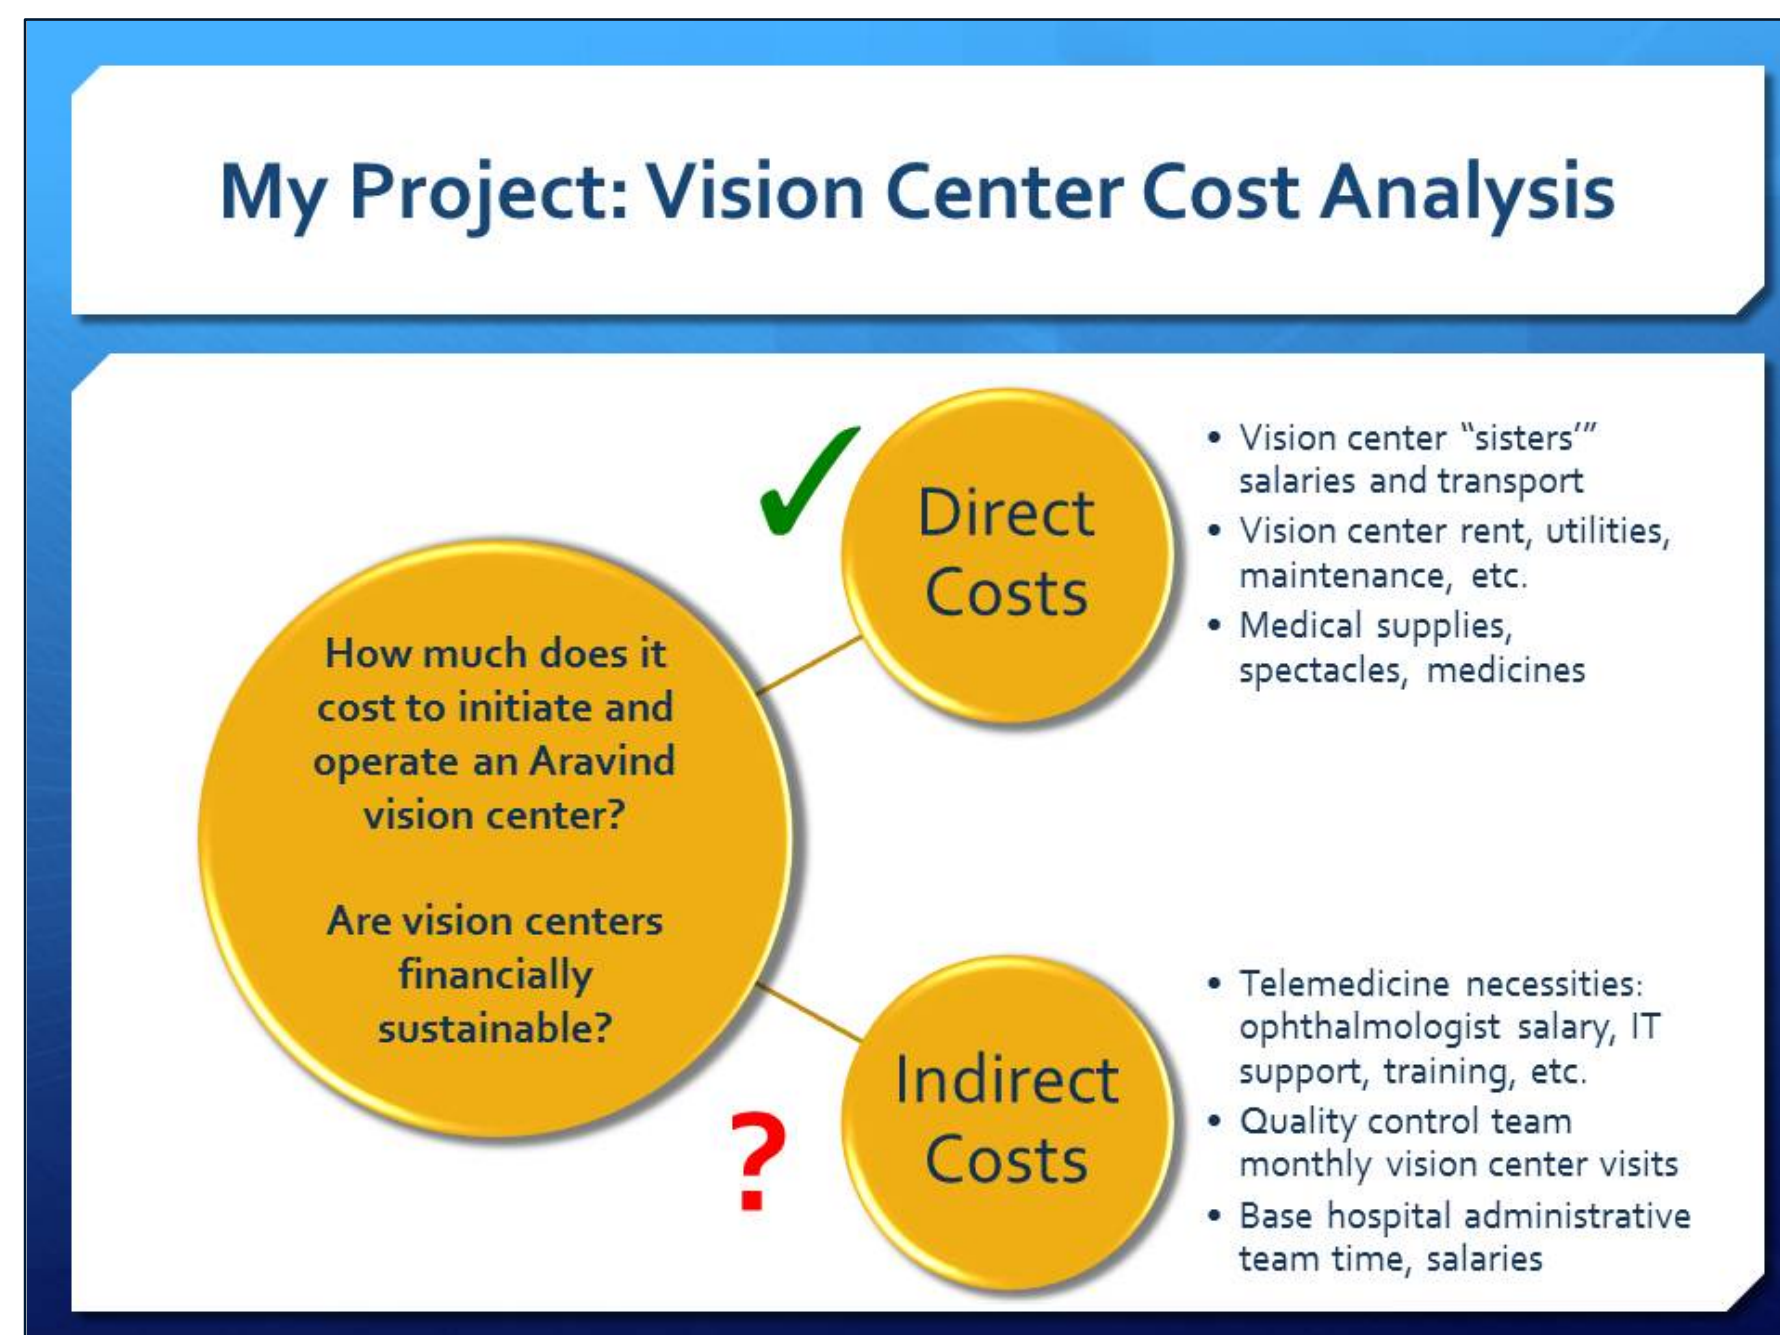 My Project: Vision Center Cost Analysis
How much does it
cost to initiate and
operate an Aravind
vision center?
Are vision centers
financially
sustainable?
✓
Direct
Costs
• Vision center “sisters’”
salaries and transport
• Vision center rent, utilities,
maintenance, etc.
• Medical supplies,
spectacles, medicines
?
Indirect
Costs
• Telemedicine necessities:
ophthalmologist salary, IT
support, training, etc.
• Quality control team
monthly vision center visits
• Base hospital administrative
team time, salaries